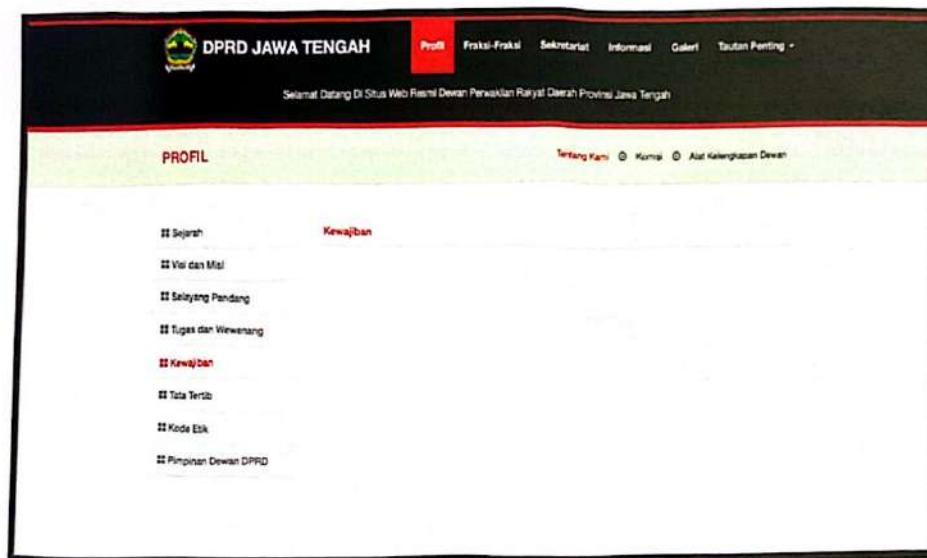 DPRD JAWA TENGAH
Profil Fraksi-Fraksi Sekretariat Informasi Galeri Tautan Penting
Selamat Datang Di Situs Web Resmi Dewan Perwakilan Rakyat Daerah Provinsi Jawa Tengah
PROFIL
Tentang Kami Komisi Alat Kelengkapan Dewan
Sejarah
Kewajiban
Visi dan Misi
Selayang Pandang
Tugas dan Wewenang
Kewajiban
Tata Tertib
Kode Etik
Pimpinan Dewan DPRD